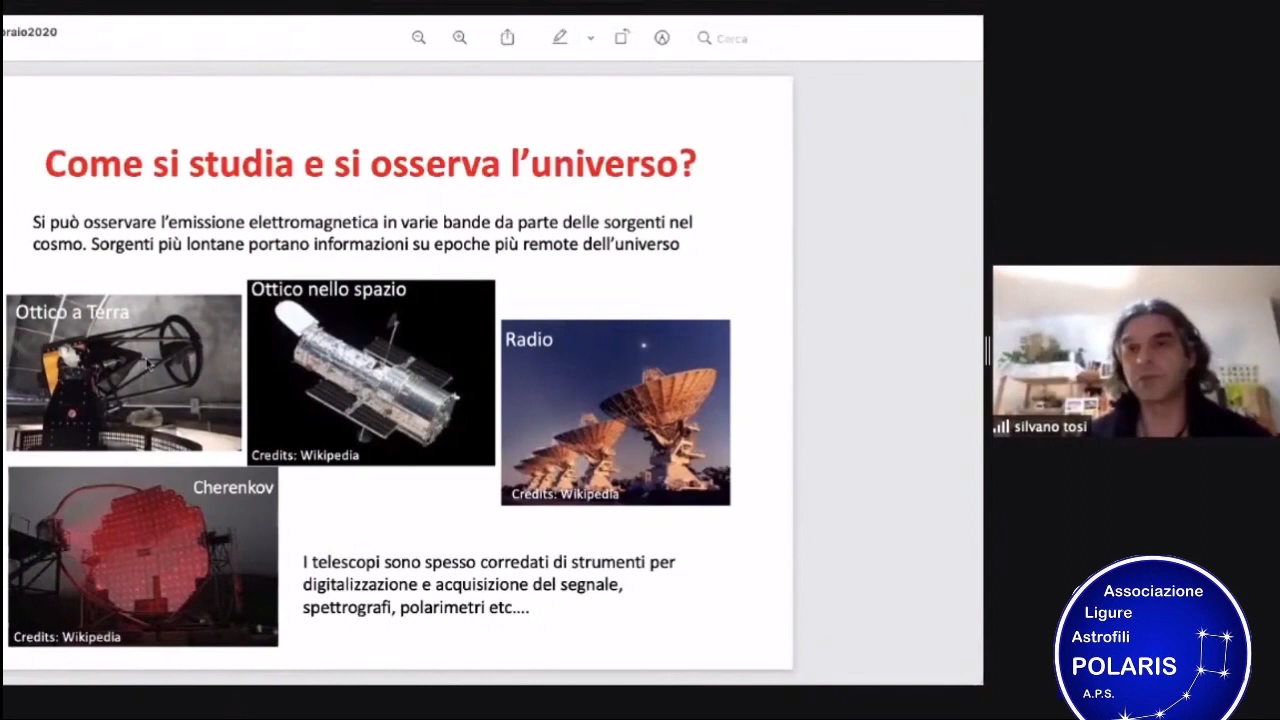 braio2020
Cerca
Come si studia e si osserva l'universo?
Si può osservare l'emissione elettromagnetica in varie bande da parte delle sorgenti nel
cosmo. Sorgenti più lontane portano informazioni su epoche più remote dell'universo
Ottico a Terra
Ottico nello spazio
Credits: Wikipedia
Radio
Credits: Wikipedia
Cherenkov
Credits: Wikipedia
I telescopi sono spesso corredati di strumenti per
digitalizzazione e acquisizione del segnale,
spettrografi, polarimetri etc....
silvano tosi
Associazione
Ligure
Astrofili
POLARIS
A.P.S.